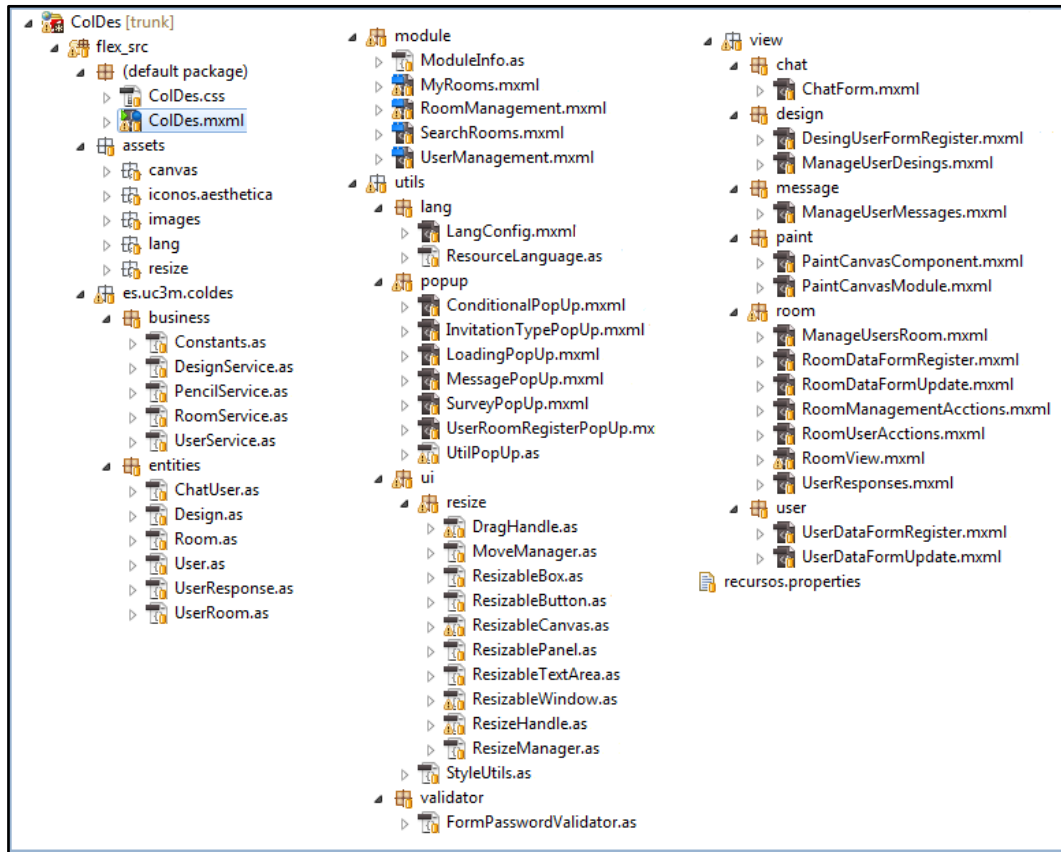 ColDes [trunk]
flex_src
(default package)
ColDes.css
ColDes.mxml
assets
canvas
iconos.aesthetica
images
lang
resize
es.uc3m.coldes
business
Constants.as
DesignService.as
PencilService.as
RoomService.as
UserService.as
entities
ChatUser.as
Design.as
Room.as
User.as
UserResponse.as
UserRoom.as
module
ModuleInfo.as
MyRooms.mxml
RoomManagement.mxml
SearchRooms.mxml
UserManagement.mxml
utils
lang
LangConfig.mxml
ResourceLanguage.as
popup
ConditionalPopUp.mxml
InvitationTypePopUp.mxml
LoadingPopUp.mxml
MessagePopUp.mxml
SurveyPopUp.mxml
UserRoomRegisterPopUp.mx
UtilPopUp.as
ui
resize
DragHandle.as
MoveManager.as
ResizableBox.as
ResizableButton.as
ResizableCanvas.as
ResizablePanel.as
ResizableTextArea.as
ResizableWindow.as
ResizeHandle.as
ResizeManager.as
StyleUtils.as
validator
FormPasswordValidator.as
view
chat
ChatForm.mxml
design
DesingUserFormRegister.mxml
ManageUserDesings.mxml
message
ManageUserMessages.mxml
paint
PaintCanvasComponent.mxml
PaintCanvasModule.mxml
room
ManageUsersRoom.mxml
RoomDataFormRegister.mxml
RoomDataFormUpdate.mxml
RoomManagementAcctions.mxml
RoomUserAcctions.mxml
RoomView.mxml
UserResponses.mxml
user
UserDataFormRegister.mxml
UserDataFormUpdate.mxml
recursos.properties